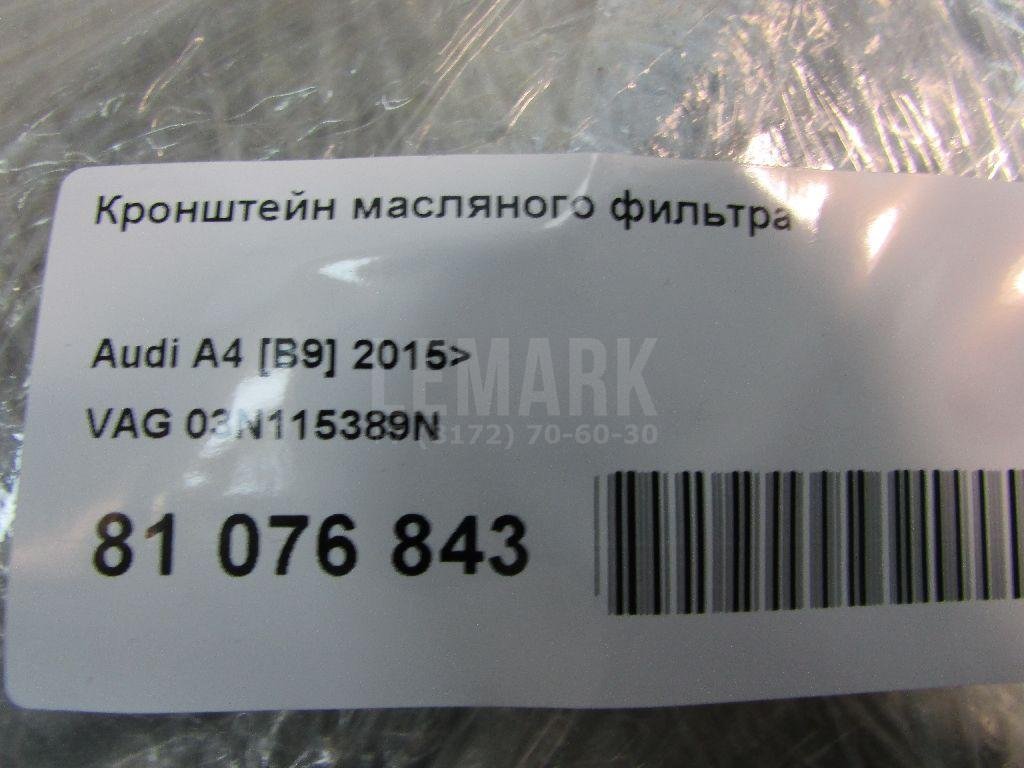 Кронштейн масляного фильтра
Audi A4 [B9] 2015>
LEMARK
VAG 03N115389N
(8172) 70-60-30
81 076 843